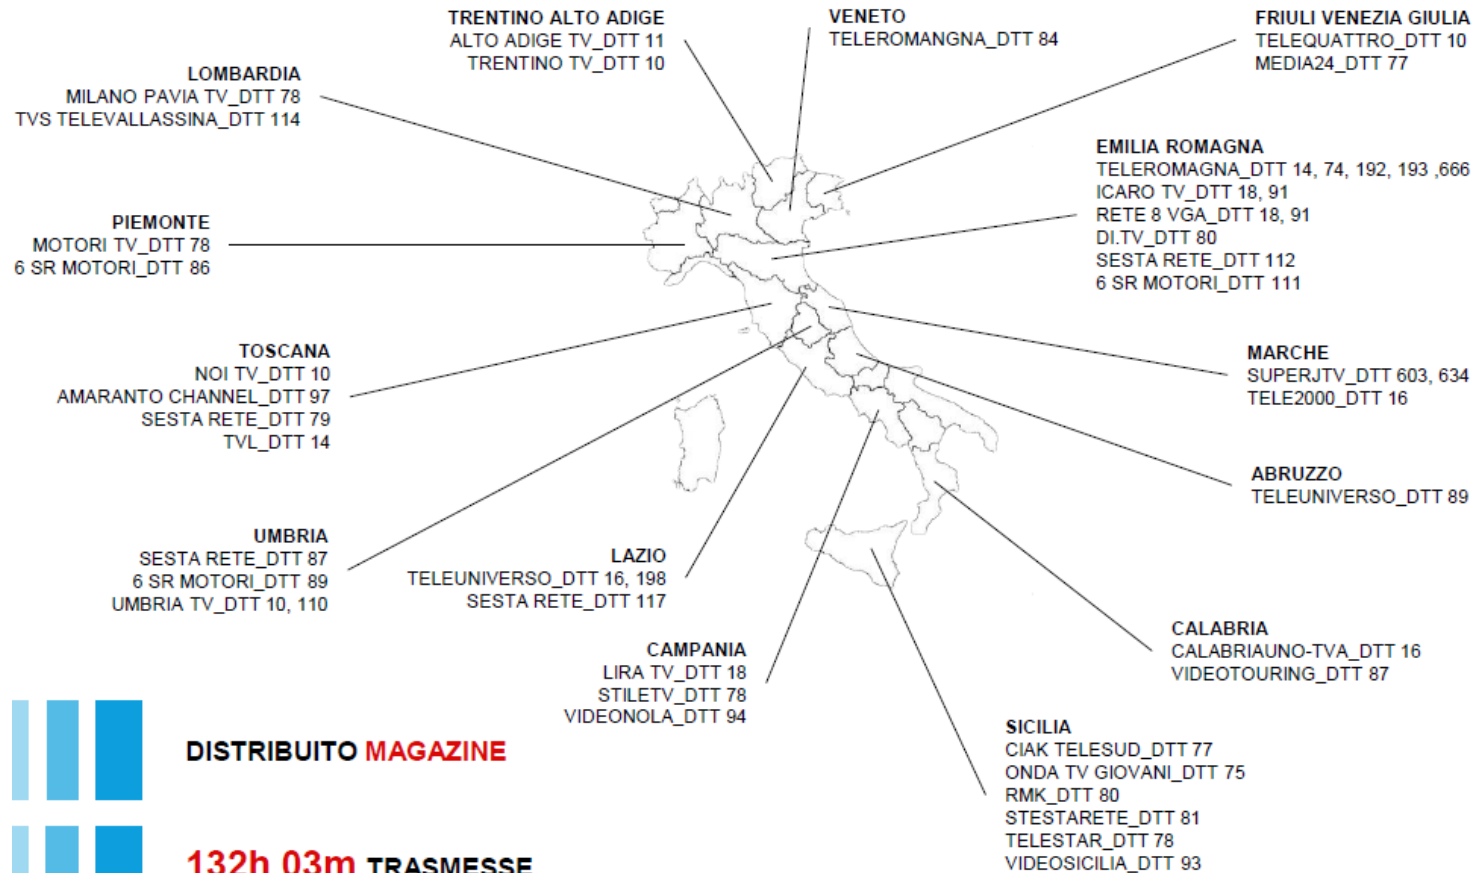 TRENTINO ALTO ADIGE
ALTO ADIGE TV_DTT 11
TRENTINO TV_DTT 10
VENETO
TELEROMANGNA_DTT 84
FRIULI VENEZIA GIULIA
TELEQUATTRO_DTT 10
MEDIA24_DTT 77
LOMBARDIA
MILANO PAVIA TV_DTT 78
TVS TELEVALLASSINA_DTT 114
EMILIA ROMAGNA
TELEROMAGNA_DTT 14, 74, 192, 193 ,666
ICARO TV_DTT 18, 91
RETE 8 VGA_DTT 18, 91
DI.TV_DTT 80
SESTA RETE_DTT 112
6 SR MOTORI_DTT 111
PIEMONTE
MOTORI TV_DTT 78
6 SR MOTORI_DTT 86
TOSCANA
NOI TV_DTT 10
AMARANTO CHANNEL_DTT 97
SESTA RETE_DTT 79
TVL_DTT 14
MARCHE
SUPERJTV_DTT 603, 634
TELE2000_DTT 16
ABRUZZO
TELEUNIVERSO_DTT 89
UMBRIA
SESTA RETE_DTT 87
6 SR MOTORI_DTT 89
UMBRIA TV_DTT 10, 110
LAZIO
TELEUNIVERSO_DTT 16, 198
SESTA RETE_DTT 117
CAMPANIA
LIRA TV_DTT 18
STILETV_DTT 78
VIDEONOLA_DTT 94
CALABRIA
CALABRIAUNO-TVA_DTT 16
VIDEOTOURING_DTT 87
SICILIA
CIAK TELESUD_DTT 77
ONDA TV GIOVANI_DTT 75
RMK_DTT 80
STESTARETE_DTT 81
TELESTAR_DTT 78
VIDEOSICILIA_DTT 93
DISTRIBUITO MAGAZINE
132h 03m TRASMESSE